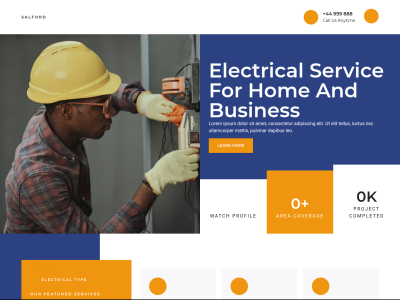 SALFORD
+44 999 888
Call Us Anytime
Electrical Service
For Home And
Business
Lorem ipsum dolor sit amet, consectetur adipiscing elit. Ut elit tellus, luctus nec
ullamcorper mattis, pulvinar dapibus leo.
LEARN MORE
WATCH PROFILE
0+
AREA COVERAGE
0K
PROJECT
COMPLETED
ELECTRICAL TYPE
OUR FEATURED SERVICES